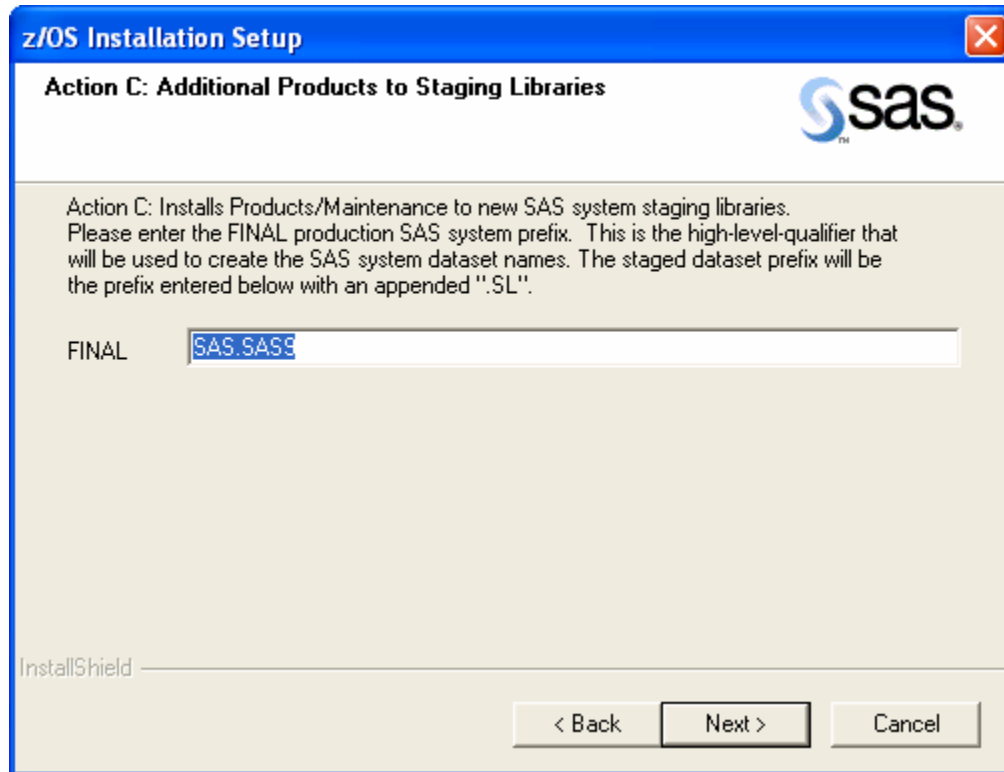 z/OS Installation Setup
Action C: Additional Products to Staging Libraries
sas.
TM
Action C: Installs Products/Maintenance to new SAS system staging libraries.
Please enter the FINAL production SAS system prefix.  This is the high-level-qualifier that
will be used to create the SAS system dataset names. The staged dataset prefix will be
the prefix entered below with an appended ".SL".
FINAL
SAS.SAS9
InstallShield
< Back
Next >
Cancel